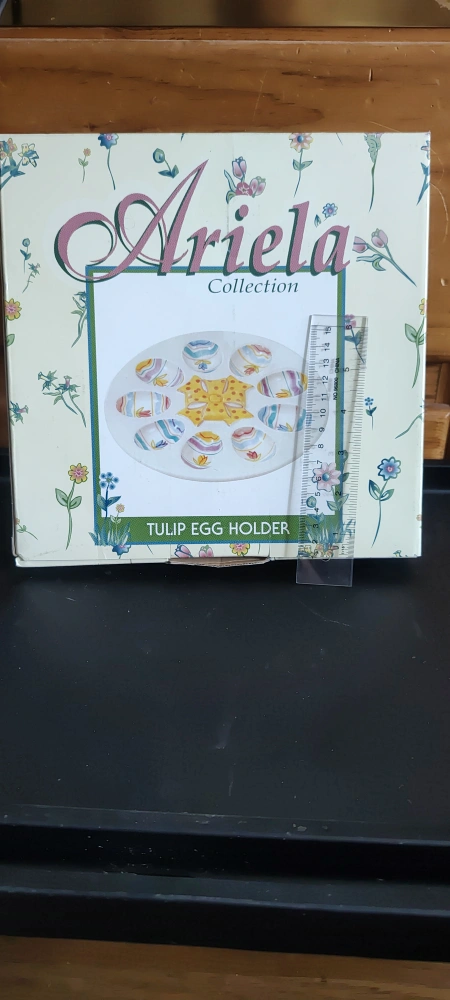 Ariela
Collection
TULIP EGG HOLDER